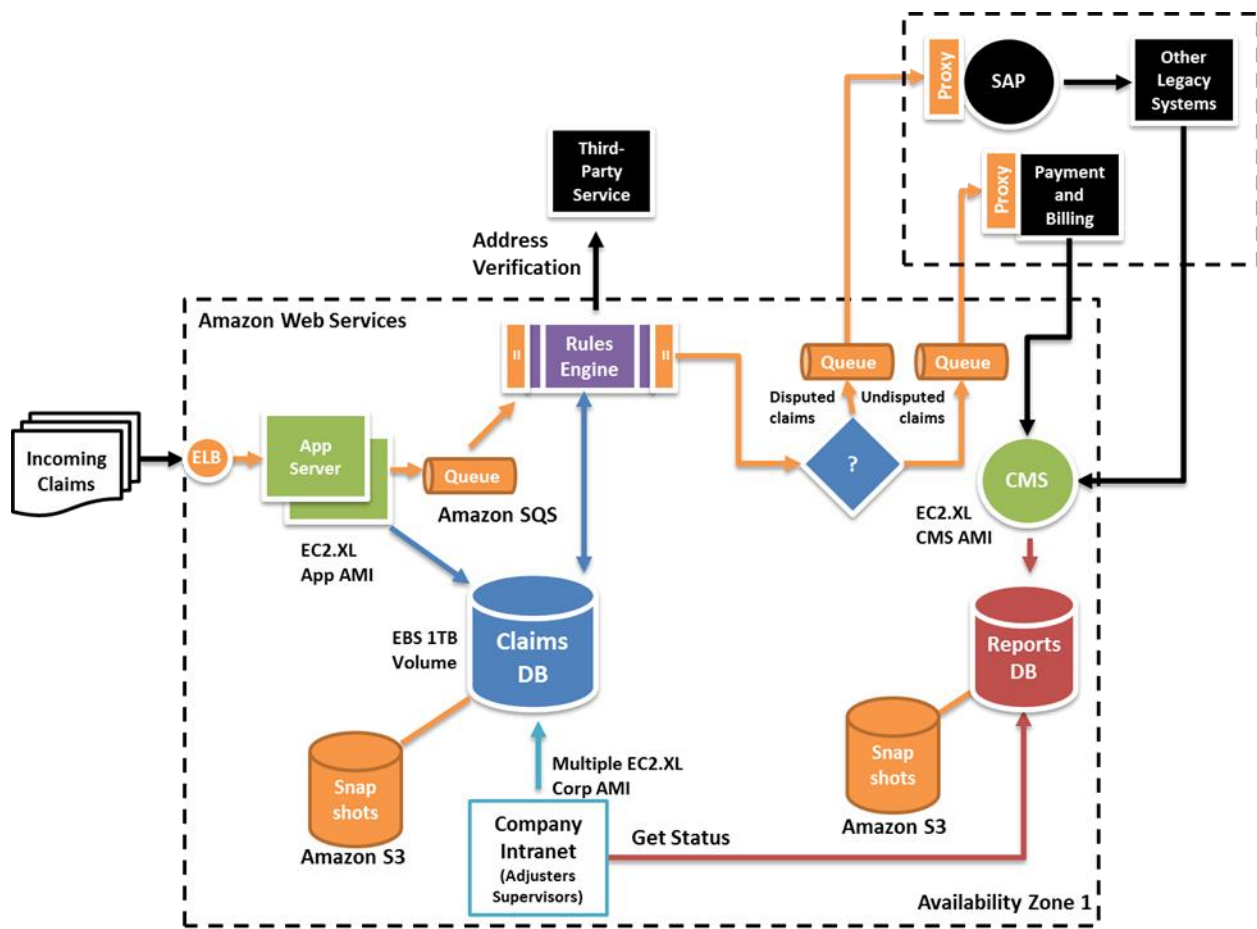 Proxy
SAP
Other
Legacy
Systems
Third-
Party
Service
Proxy
Payment
and
Billing
Address
Verification
Amazon Web Services
Rules
Engine
II
II
Queue
Queue
Disputed
claims
Undisputed
claims
Incoming
Claims
ELB
App
Server
Queue
Amazon SQS
?
CMS
EC2.XL
CMS AMI
EC2.XL
App AMI
EBS 1TB
Volume
Claims
DB
Reports
DB
Snap
shots
Amazon S3
Multiple EC2.XL
Corp AMI
Snap
shots
Amazon S3
Company
Intranet
(Adjusters
Supervisors)
Get Status
Availability Zone 1